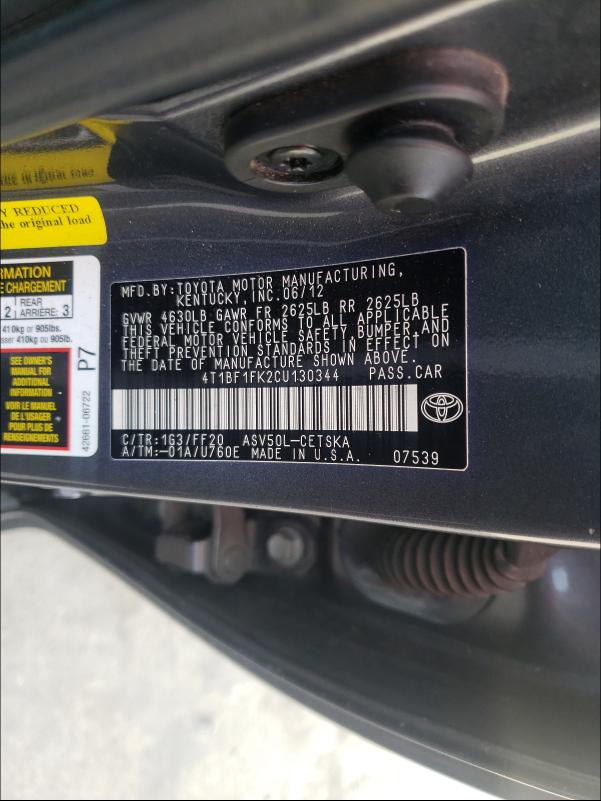 Y REDUCED
the original load
RMATION
E CHARGEMENT
2
REAR
ARRIÈRE: 3
410kg or 905lbs.
sser 410kg ou
SEE OWNER'S
MANUAL FOR
ADDITIONAL
INFORMATION
VOIR LE MANUEL
DE L'USAGER
POUR PLUS DE
RENSEIGNEMENTS
P7
42661-06722
MFD.BY:TOYOTA MOTOR MANUFACTURING,
KENTUCKY, INC.06/12
GVWR 4630LB GAWR FR 2625LB RR 2625LB
THIS VEHICLE CONFORMS TO ALL APPLICABLE
FEDERAL MOTOR VEHICLE SAFETY, BUMPER, AND
THEFT PREVENTION STANDARDS IN EFFECT ON
THE DATE OF MANUFACTURE SHOWN ABOVE.
4T1BF1FK2CU130344 PASS.CAR
C/TR:1G3/FF20 ASV50L-CETSKA
A/TM:-01A/U760E MADE IN U.S.A. 07539